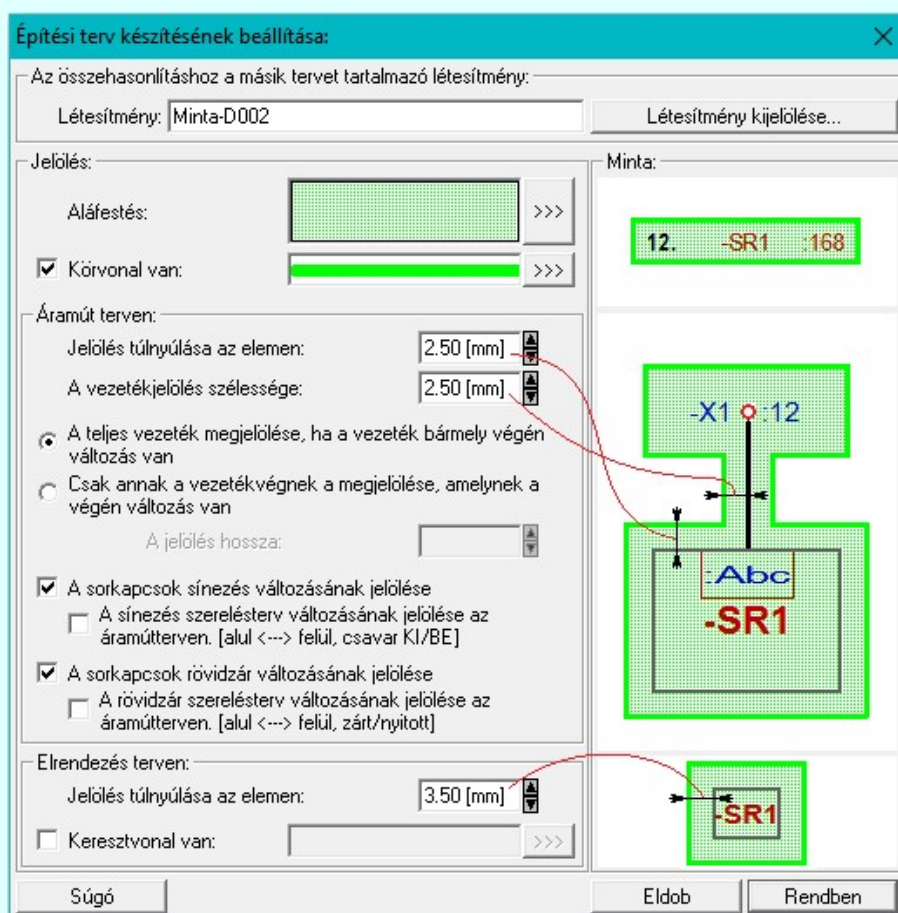 Építési terv készítésének beállítása:
Az összehasonlításhoz a másik tervet tartalmazó létesítmény:
Létesítmény: Minta-D002
Létesítmény kijelölése...
Jelölés:
Aláfestés:
>>>
Körvonal van:
>>>
Áramút terven:
Jelölés túlnyúlása az elemen: 2.50 [mm]
A vezetékjelölés szélessége: 2.50 [mm]
A teljes vezeték megjelölése, ha a vezeték bármely végén
változás van
Csak annak a vezetékvégnek a megjelölése, amelynek a
végén változás van
A jelölés hossza:
A sorkapcsok sínezés változásának jelölése
A sínezés szerelésterv változásának jelölése az
áramútterven. [alul <---> felül, csavar KI/BE]
A sorkapcsok rövidzár változásának jelölése
A rövidzár szerelésterv változásának jelölése az
áramútterven. [alul <---> felül, zárt/nyitott]
Elrendezés terven:
Jelölés túlnyúlása az elemen: 3.50 [mm]
Keresztvonal van:
>>>
Minta:
12. -SR1 :168
-X1 :12
:Abc
-SR1
-SR1
Súgó
Eldob
Rendben